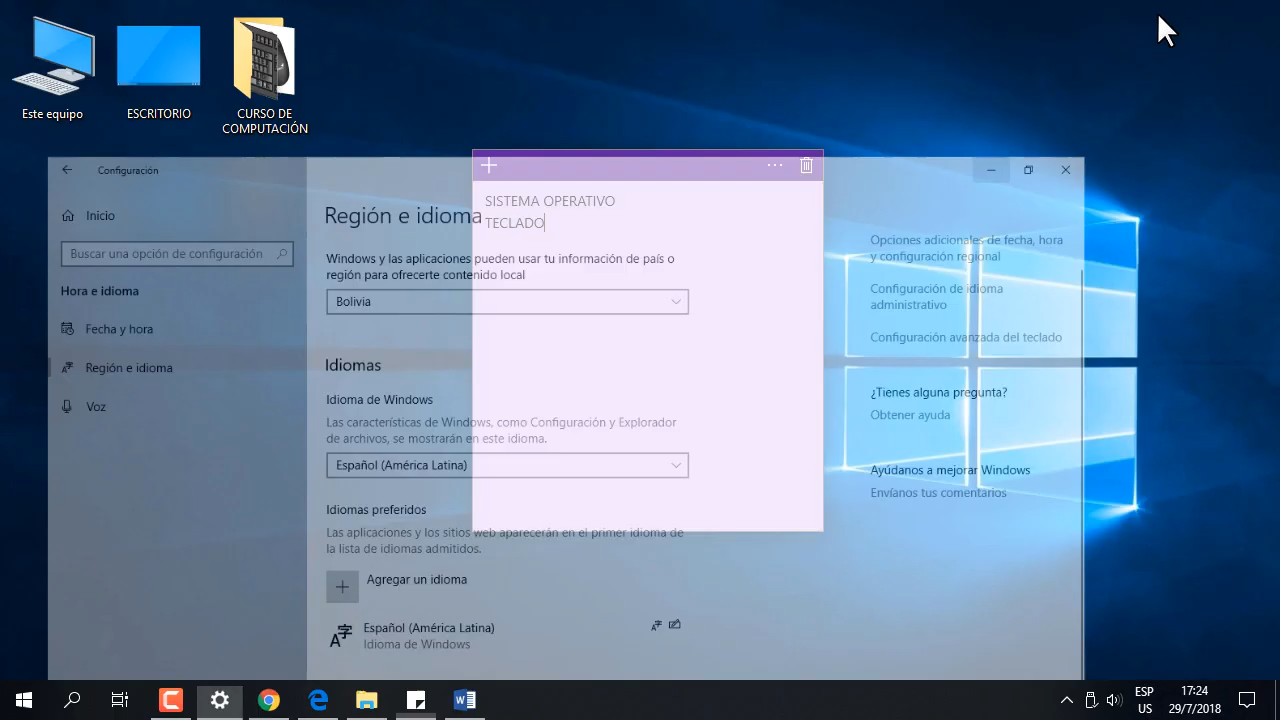 Este equipo
ESCRITORIO
CURSO DE
COMPUTACIÓN
Configuración
Inicio
Buscar una opción de configuración
Hora e idioma
Fecha y hora
Región e idioma
Voz
Región e idioma
Windows y las aplicaciones pueden usar tu información de país o
región para ofrecerte contenido local
Bolivia
Idiomas
Idioma de Windows
Las características de Windows, como Configuración y Explorador
de archivos, se mostrarán en este idioma.
Español (América Latina)
Idiomas preferidos
Las aplicaciones y los sitios web aparecerán en el primer idioma de
la lista de idiomas admitidos.
Agregar un idioma
Español (América Latina)
Idioma de Windows
SISTEMA OPERATIVO
TECLADO
Opciones adicionales de fecha, hora
y configuración regional
Configuración de idioma
administrativo
Configuración avanzada del teclado
¿Tienes alguna pregunta?
Obtener ayuda
Ayúdanos a mejorar Windows
Envíanos tus comentarios
ESP
US
17:24
29/7/2018